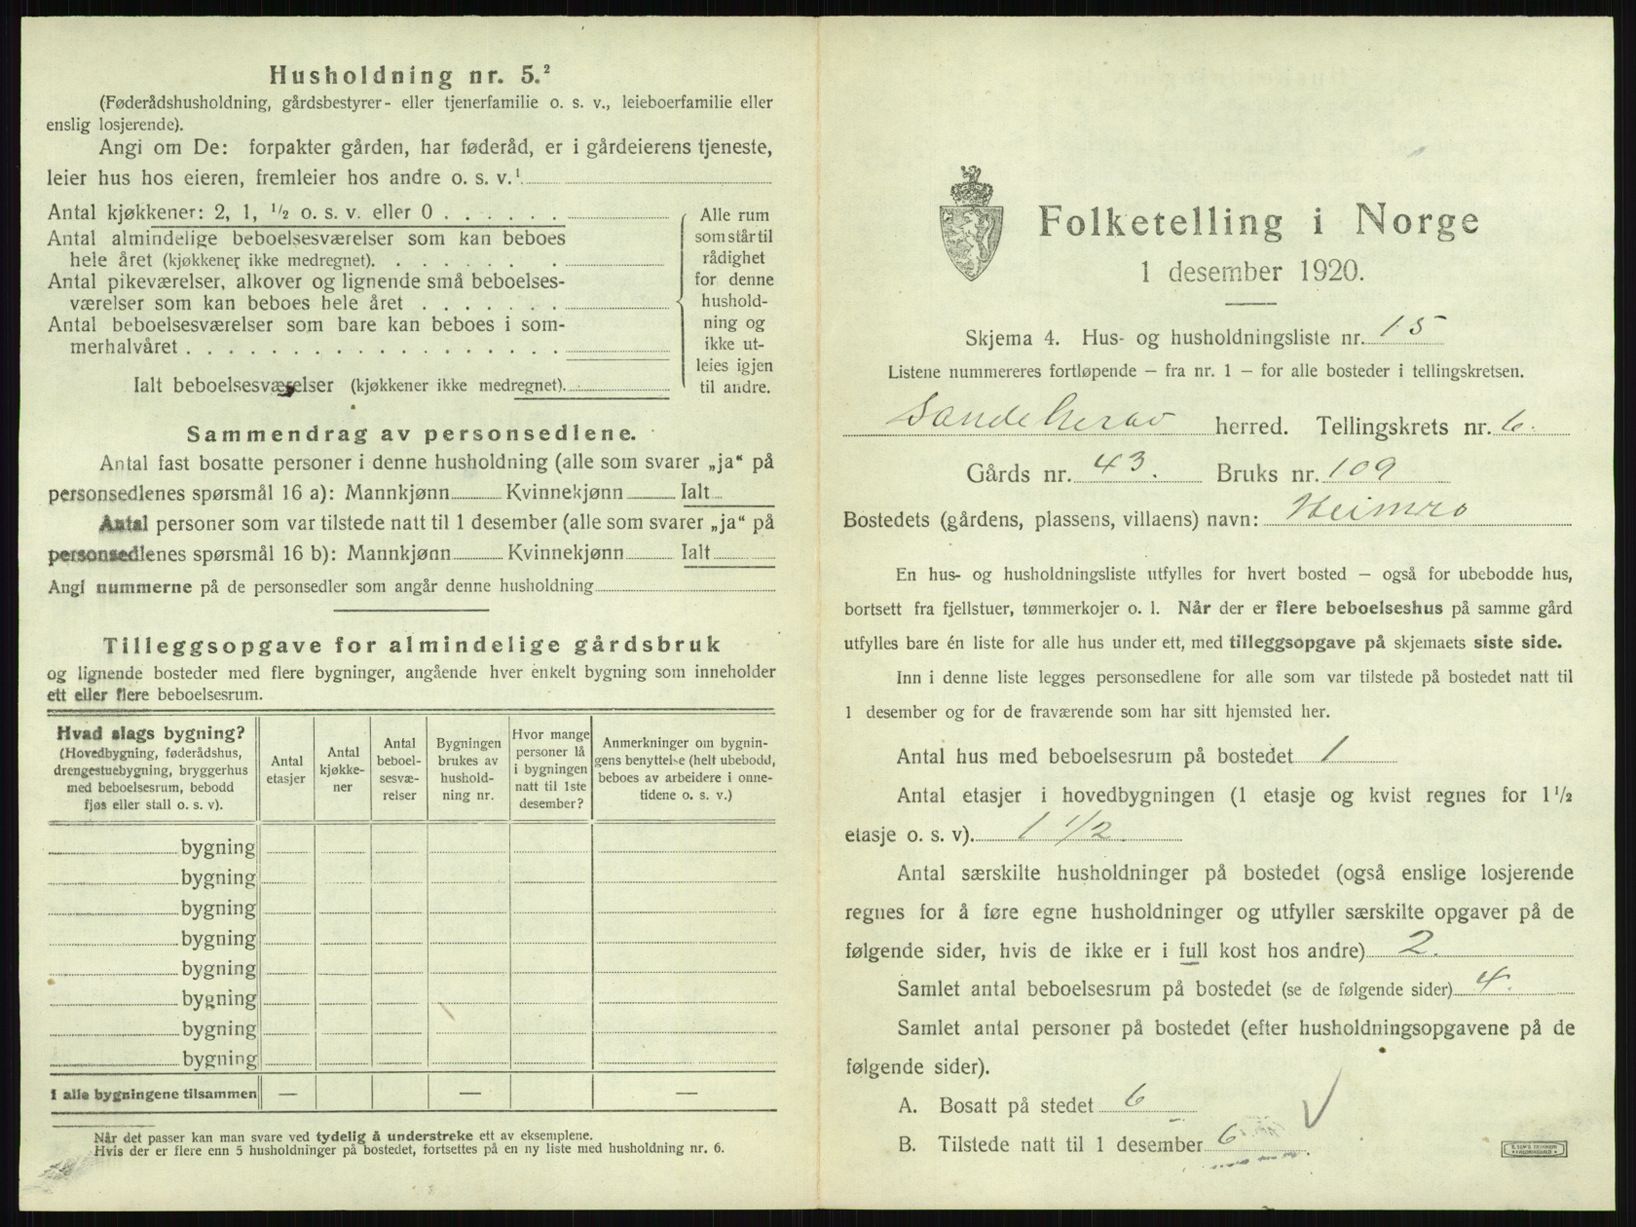 Husholdning nr. 5.²
(Føderådshusholdning, gårdsbestyrer- eller tjenerfamilie o. s. v., leieboerfamilie eller
enslig losjerende).
Angi om De: forpakter gården, har føderåd, er i gårdeierens tjeneste,
leier hus hos eieren, fremleier hos andre o. s. v.¹
Antal kjøkkener: 2, 1, ½ o. s. v. eller 0
Antal almindelige beboelsesværelser som kan beboes
hele året (kjøkkener ikke medregnet).
Antal pikeværelser, alkover og lignende små beboelses-
værelser som kan beboes hele året
Antal beboelsesværelser som bare kan beboes i som-
merhalvåret
Ialt beboelsesværelser (kjøkkener ikke medregnet).
Alle rum
som står til
rådighet
for denne
hushold-
ning og
ikke ut-
leies igjen
til andre.
Sammendrag av personsedlene.
Antal fast bosatte personer i denne husholdning (alle som svarer „ja“ på
personsedlenes spørsmål 16 a): Mannkjønn Kvinnekjønn Ialt
Antal personer som var tilstede natt til 1 desember (alle som svarer „ja“ på
personsedlenes spørsmål 16 b): Mannkjønn Kvinnekjønn Ialt
Angi nummerne på de personsedler som angår denne husholdning
Tilleggsopgave for almindelige gårdsbruk
og lignende bosteder med flere bygninger, angående hver enkelt bygning som inneholder
ett eller flere beboelsesrum.
Hvad slags bygning?
(Hovedbygning, føderådshus,
drengestuebygning, bryggerhus
med beboelsesrum, bebodd
fjøs eller stall o. s. v).
Antal
etasjer
Antal
kjøkke-
ner
Antal
beboel-
sesvæ-
relser
Bygningen
brukes av
hushold-
ning nr.
Hvor mange
personer lå
i bygningen
natt til 1ste
desember?
Anmerkninger om bygnin-
gens benyttelse (helt ubebodd,
beboes av arbeidere i onne-
tidene o. s. v.)
bygning
bygning
bygning
bygning
bygning
bygning
bygning
bygning
I alle bygningene tilsammen — — —
Når det passer kan man svare ved tydelig å understreke ett av eksemplene.
Hvis der er flere enn 5 husholdninger på bostedet, fortsettes på en ny liste med husholdning nr. 6.
Folketelling i Norge
1 desember 1920.
Skjema 4. Hus- og husholdningsliste nr. 15
Listene nummereres fortløpende — fra nr. 1 — for alle bosteder i tellingskretsen.
Sandeherav herred. Tellingskrets nr. 6.
Gårds nr. 43. Bruks nr. 109
Bostedets (gårdens, plassens, villaens) navn: Heimro
En hus- og husholdningsliste utfylles for hvert bosted — også for ubebodde hus,
bortsett fra fjellstuer, tømmerkojer o. l. Når der er flere beboelseshus på samme gård
utfylles bare én liste for alle hus under ett, med tilleggsopgave på skjemaets siste side.
Inn i denne liste legges personsedlene for alle som var tilstede på bostedet natt til
1 desember og for de fraværende som har sitt hjemsted her.
Antal hus med beboelsesrum på bostedet 1
Antal etasjer i hovedbygningen (1 etasje og kvist regnes for 1½
etasje o. s. v). 1 1/2.
Antal særskilte husholdninger på bostedet (også enslige losjerende
regnes for å føre egne husholdninger og utfyller særskilte opgaver på de
følgende sider, hvis de ikke er i full kost hos andre) 2.
Samlet antal beboelsesrum på bostedet (se de følgende sider) 4.
Samlet antal personer på bostedet (efter husholdningsopgavene på de
følgende sider).
A. Bosatt på stedet 6
B. Tilstede natt til 1 desember 6